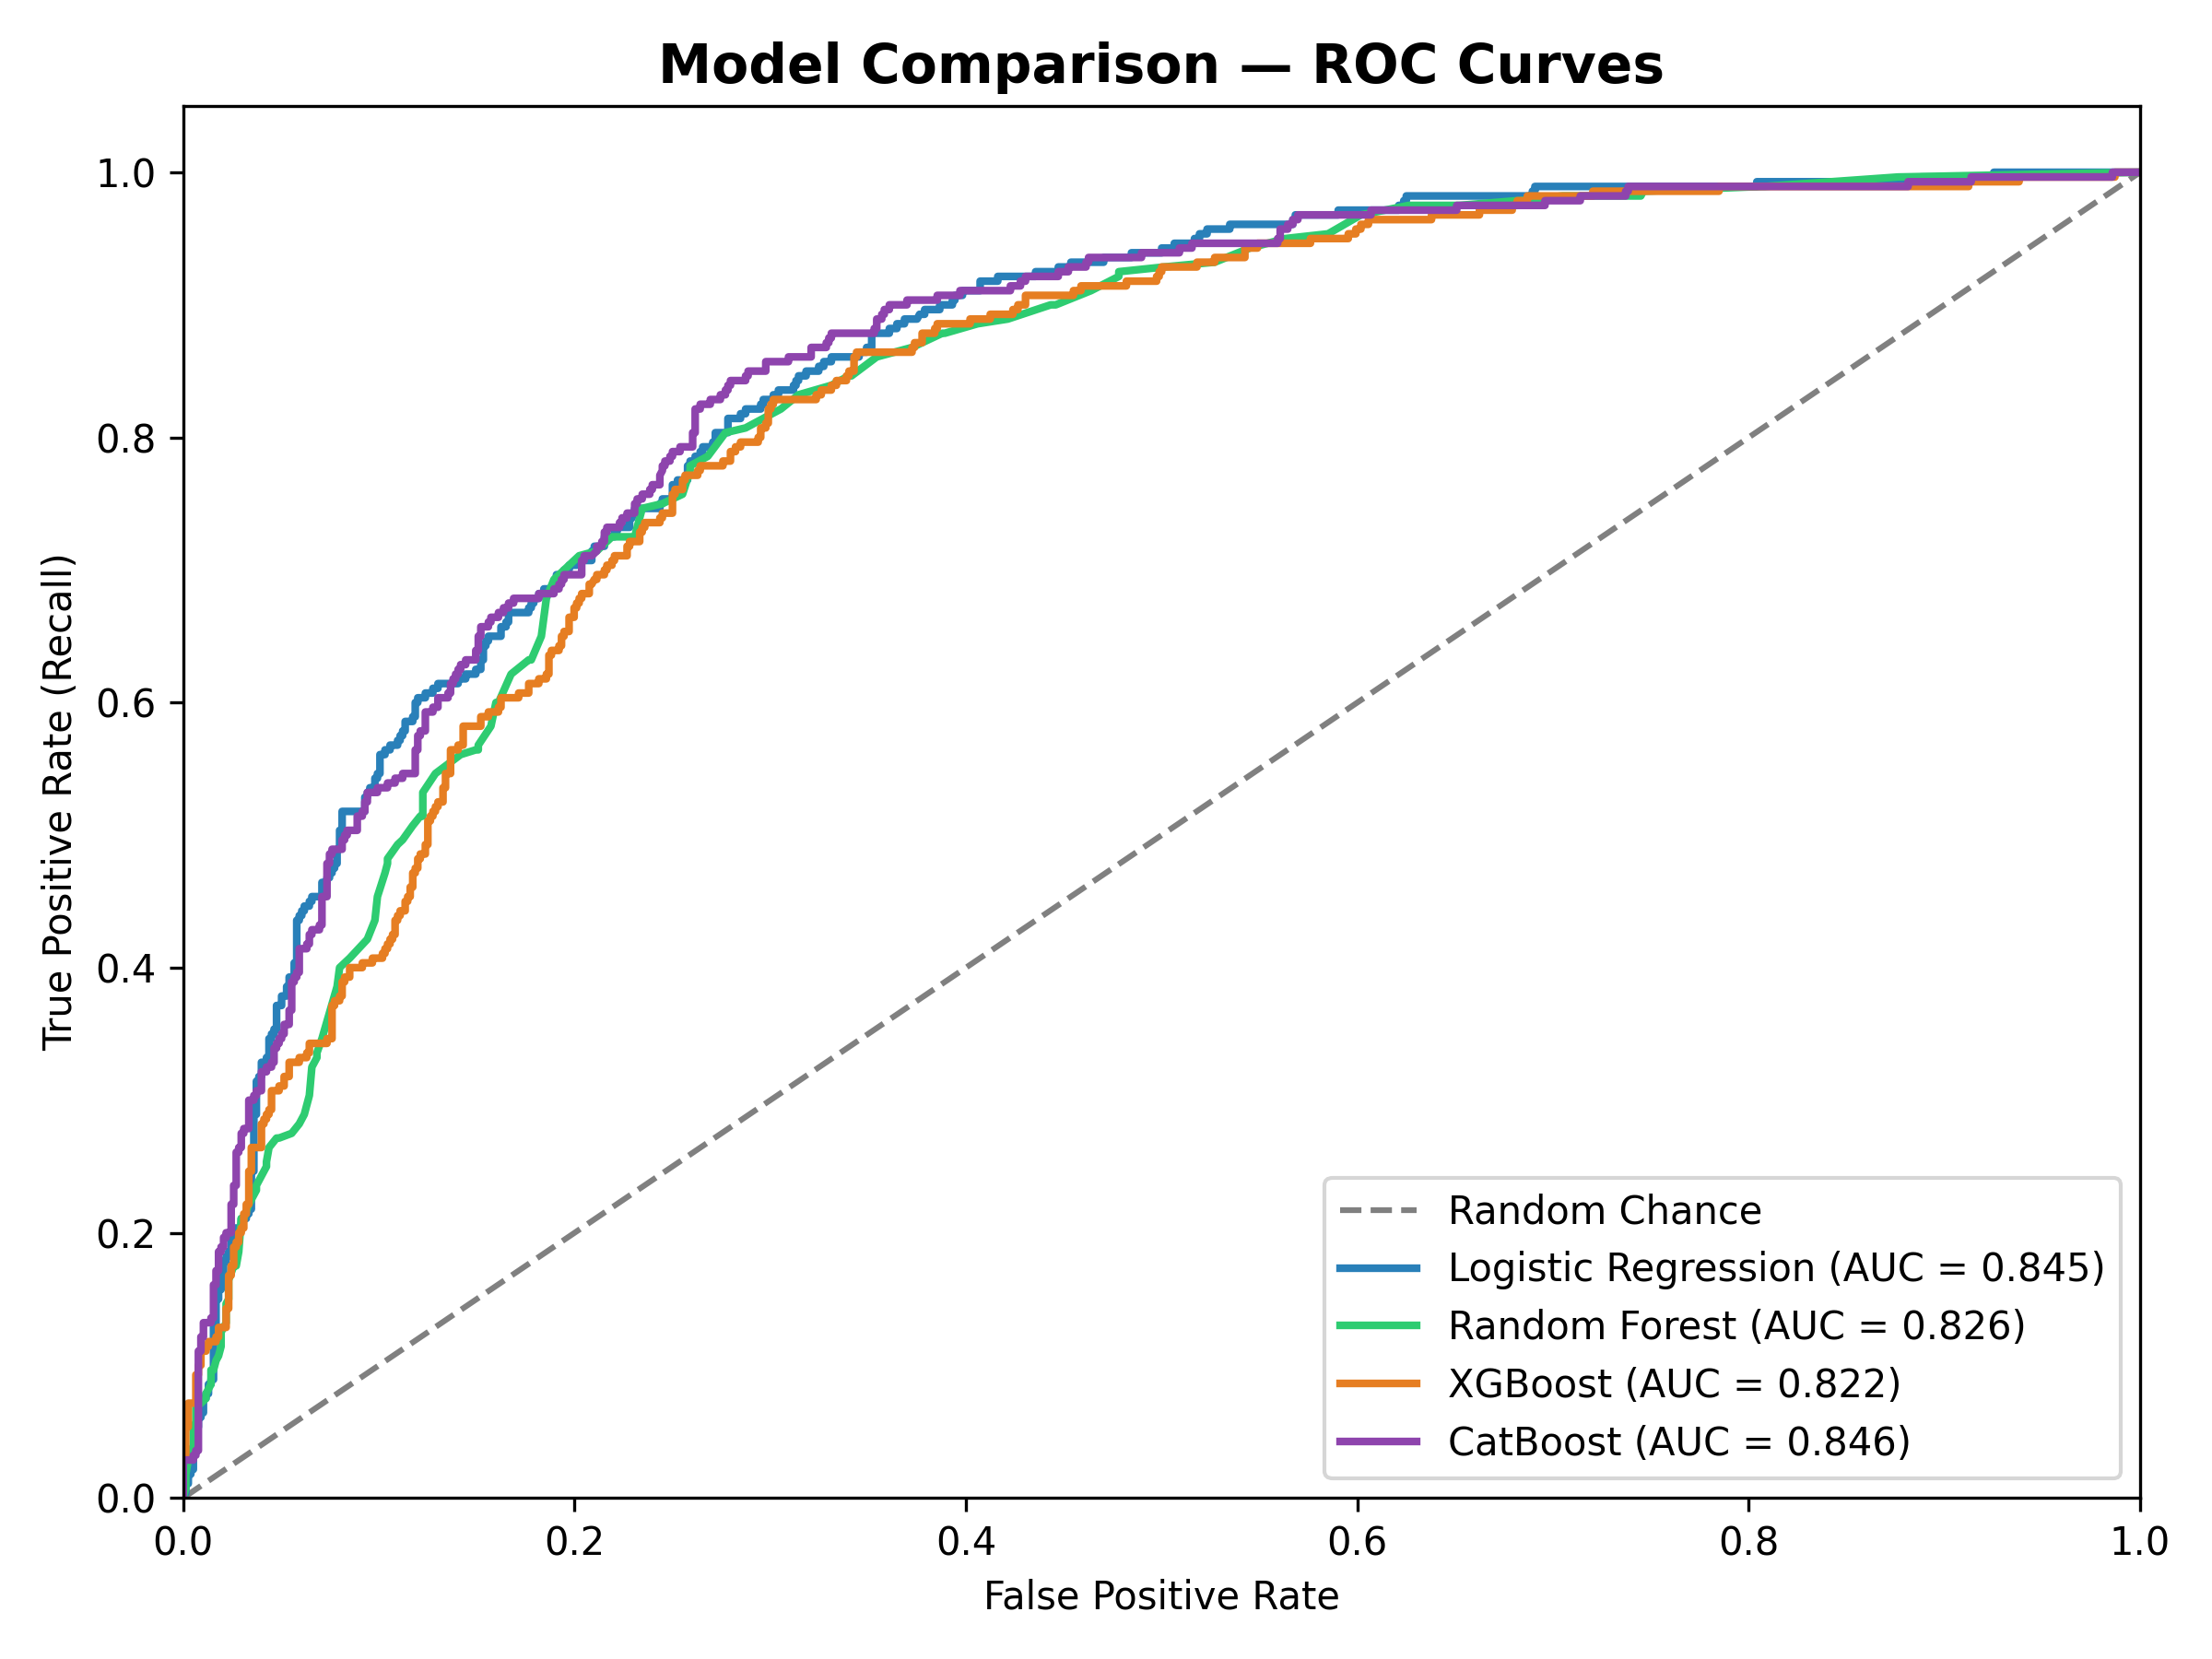 Model Comparison — ROC Curves
True Positive Rate (Recall)
1.0
0.8
0.6
0.4
0.2
0.0
0.0 0.2 0.4 0.6 0.8 1.0
False Positive Rate
Random Chance
Logistic Regression (AUC = 0.845)
Random Forest (AUC = 0.826)
XGBoost (AUC = 0.822)
CatBoost (AUC = 0.846)